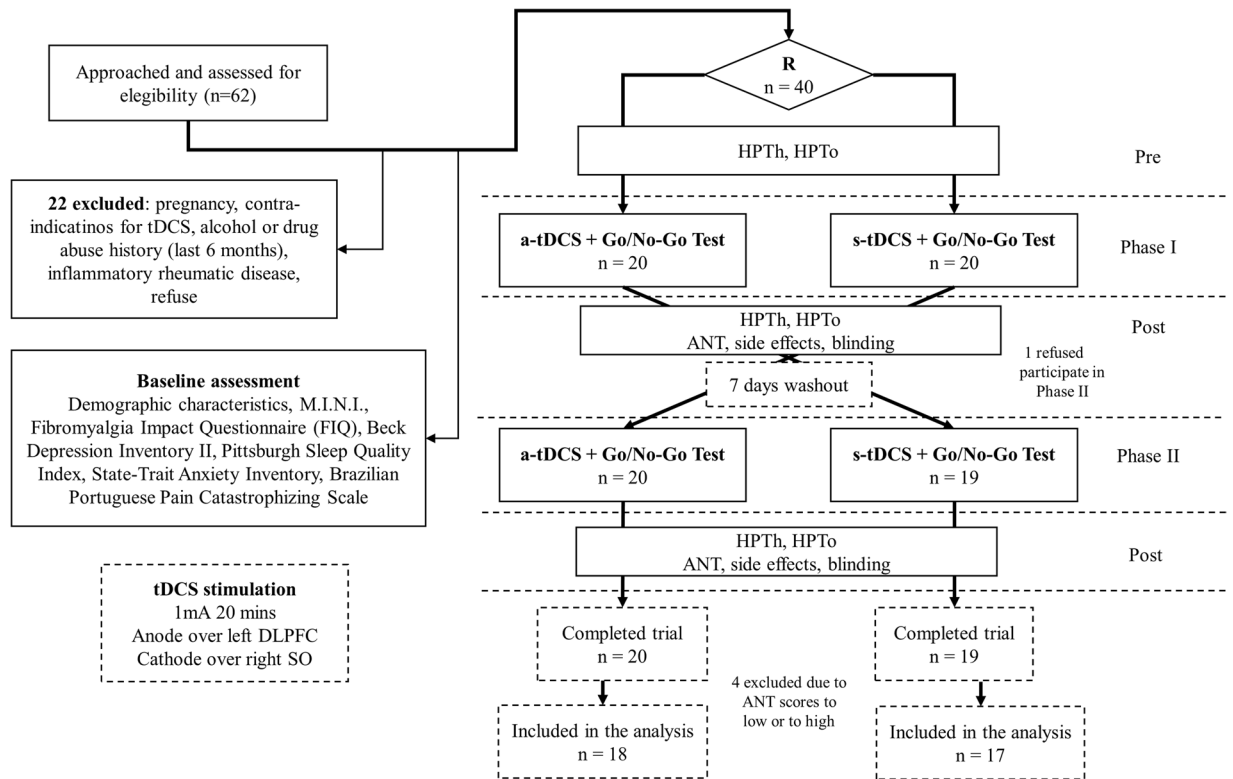 Approached and assessed for
elegibility (n=62)
22 excluded: pregnancy, contra-
indicatinos for tDCS, alcohol or drug
abuse history (last 6 months),
inflammatory rheumatic disease,
refuse
Baseline assessment
Demographic characteristics, M.I.N.I.,
Fibromyalgia Impact Questionnaire (FIQ), Beck
Depression Inventory II, Pittsburgh Sleep Quality
Index, State-Trait Anxiety Inventory, Brazilian
Portuguese Pain Catastrophizing Scale
tDCS stimulation
1mA 20 mins
Anode over left DLPFC
Cathode over right SO
R
n = 40
HPTh, HPTo
Pre
a-tDCS + Go/No-Go Test
n = 20
s-tDCS + Go/No-Go Test
n = 20
Phase I
HPTh, HPTo
ANT, side effects, blinding
Post
7 days washout
1 refused
participate in
Phase II
a-tDCS + Go/No-Go Test
n = 20
s-tDCS + Go/No-Go Test
n = 19
Phase II
HPTh, HPTo
ANT, side effects, blinding
Post
Completed trial
n = 20
Completed trial
n = 19
4 excluded due to
ANT scores to
low or to high
Included in the analysis
n = 18
Included in the analysis
n = 17